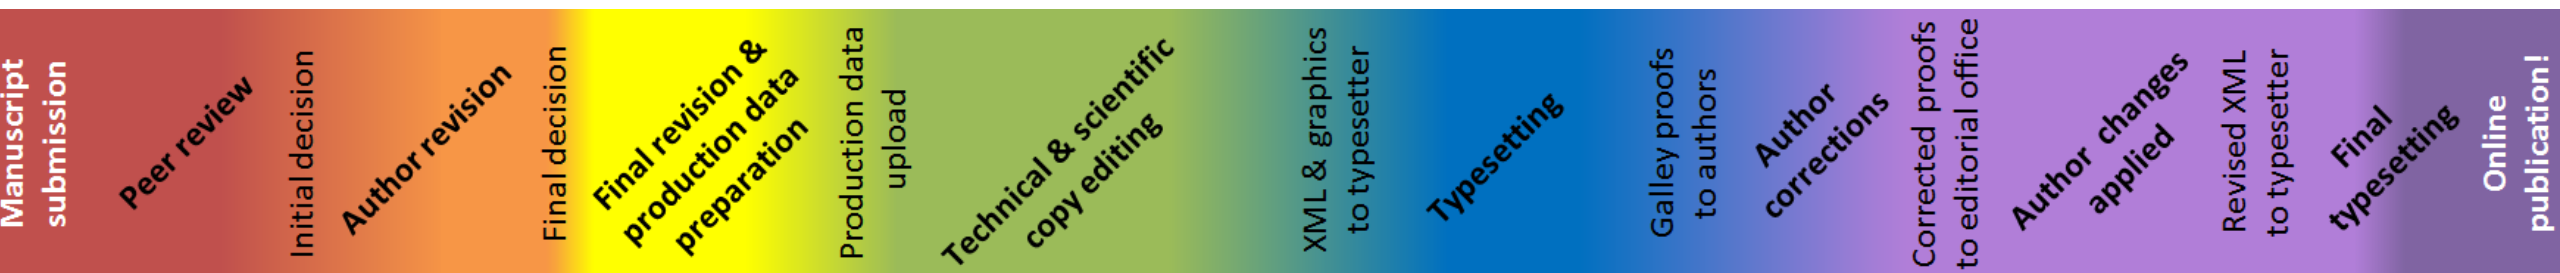 Manuscript
submission
Peer review
Initial decision
Author revision
Final decision
Final revision &
production data
preparation
Production data
upload
Technical & scientific
copy editing
XML & graphics
to typesetter
Typesetting
Galley proofs
to authors
Author
corrections
Corrected proofs
to editorial office
Author changes
applied
Revised XML
to typesetter
Final
typesetting
Online
publication!